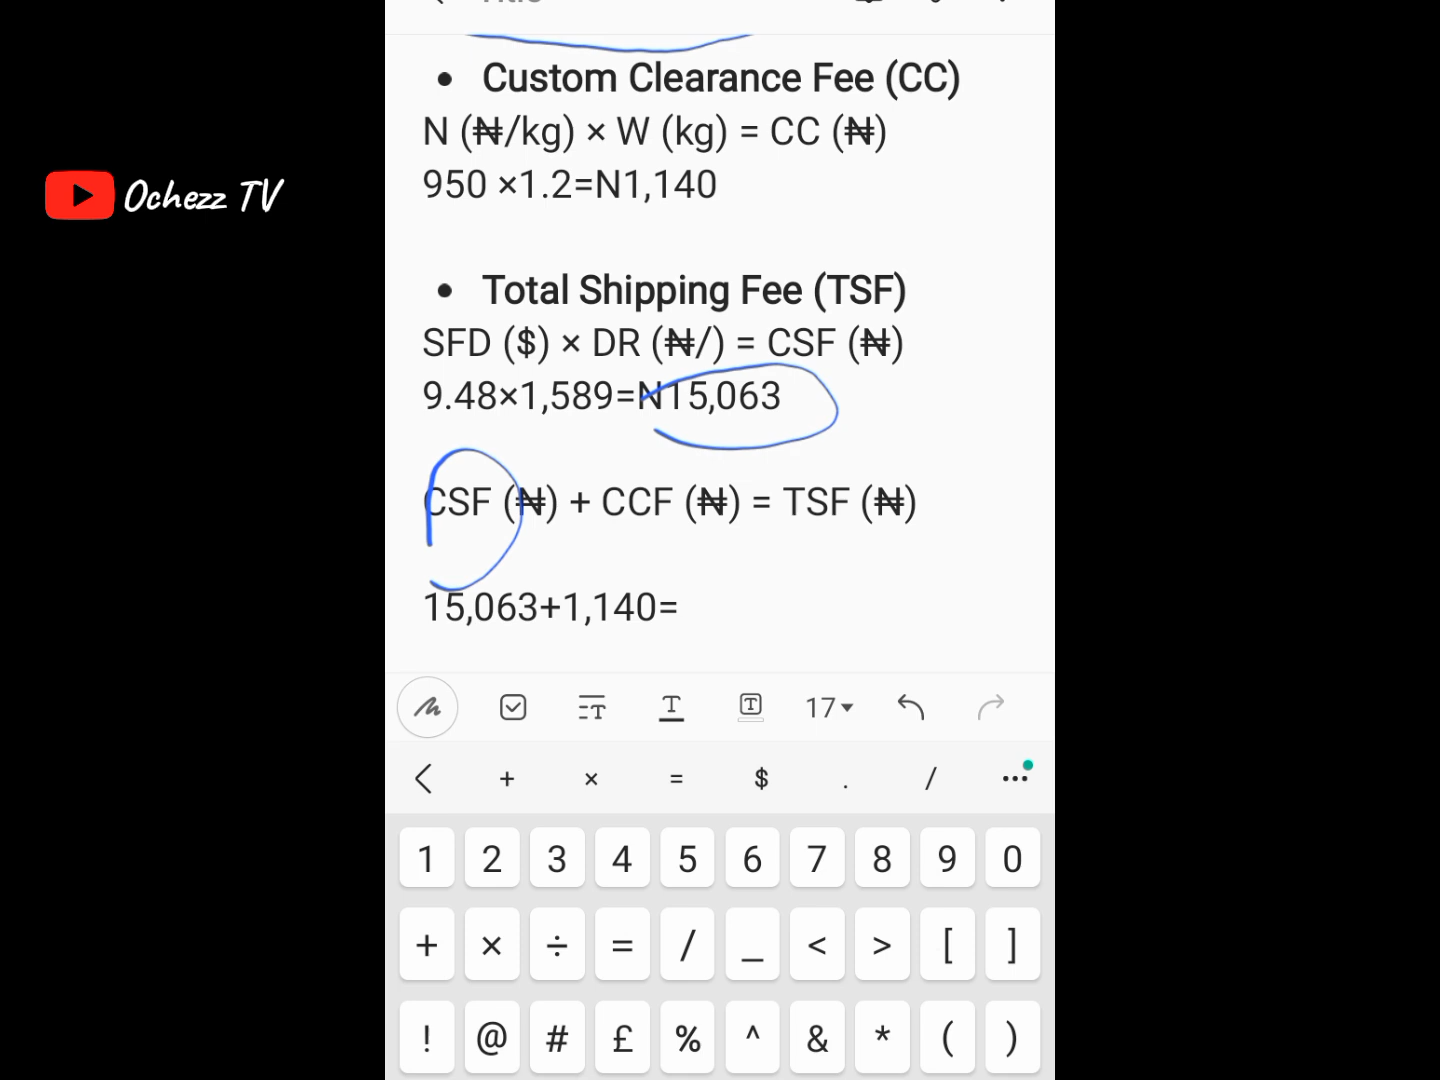 Ochezz TV
• Custom Clearance Fee (CC)
N (₦/kg) × W (kg) = CC (₦)
950 ×1.2=N1,140
• Total Shipping Fee (TSF)
SFD ($) × DR (₦/) = CSF (₦)
9.48×1,589=N15,063
CSF (₦) + CCF (₦) = TSF (₦)
15,063+1,140=
T T T 17
+ × = $ . / ...
1 2 3 4 5 6 7 8 9 0
+ × ÷ = / _ < > [ ]
! @ # £ % ^ & * ( )